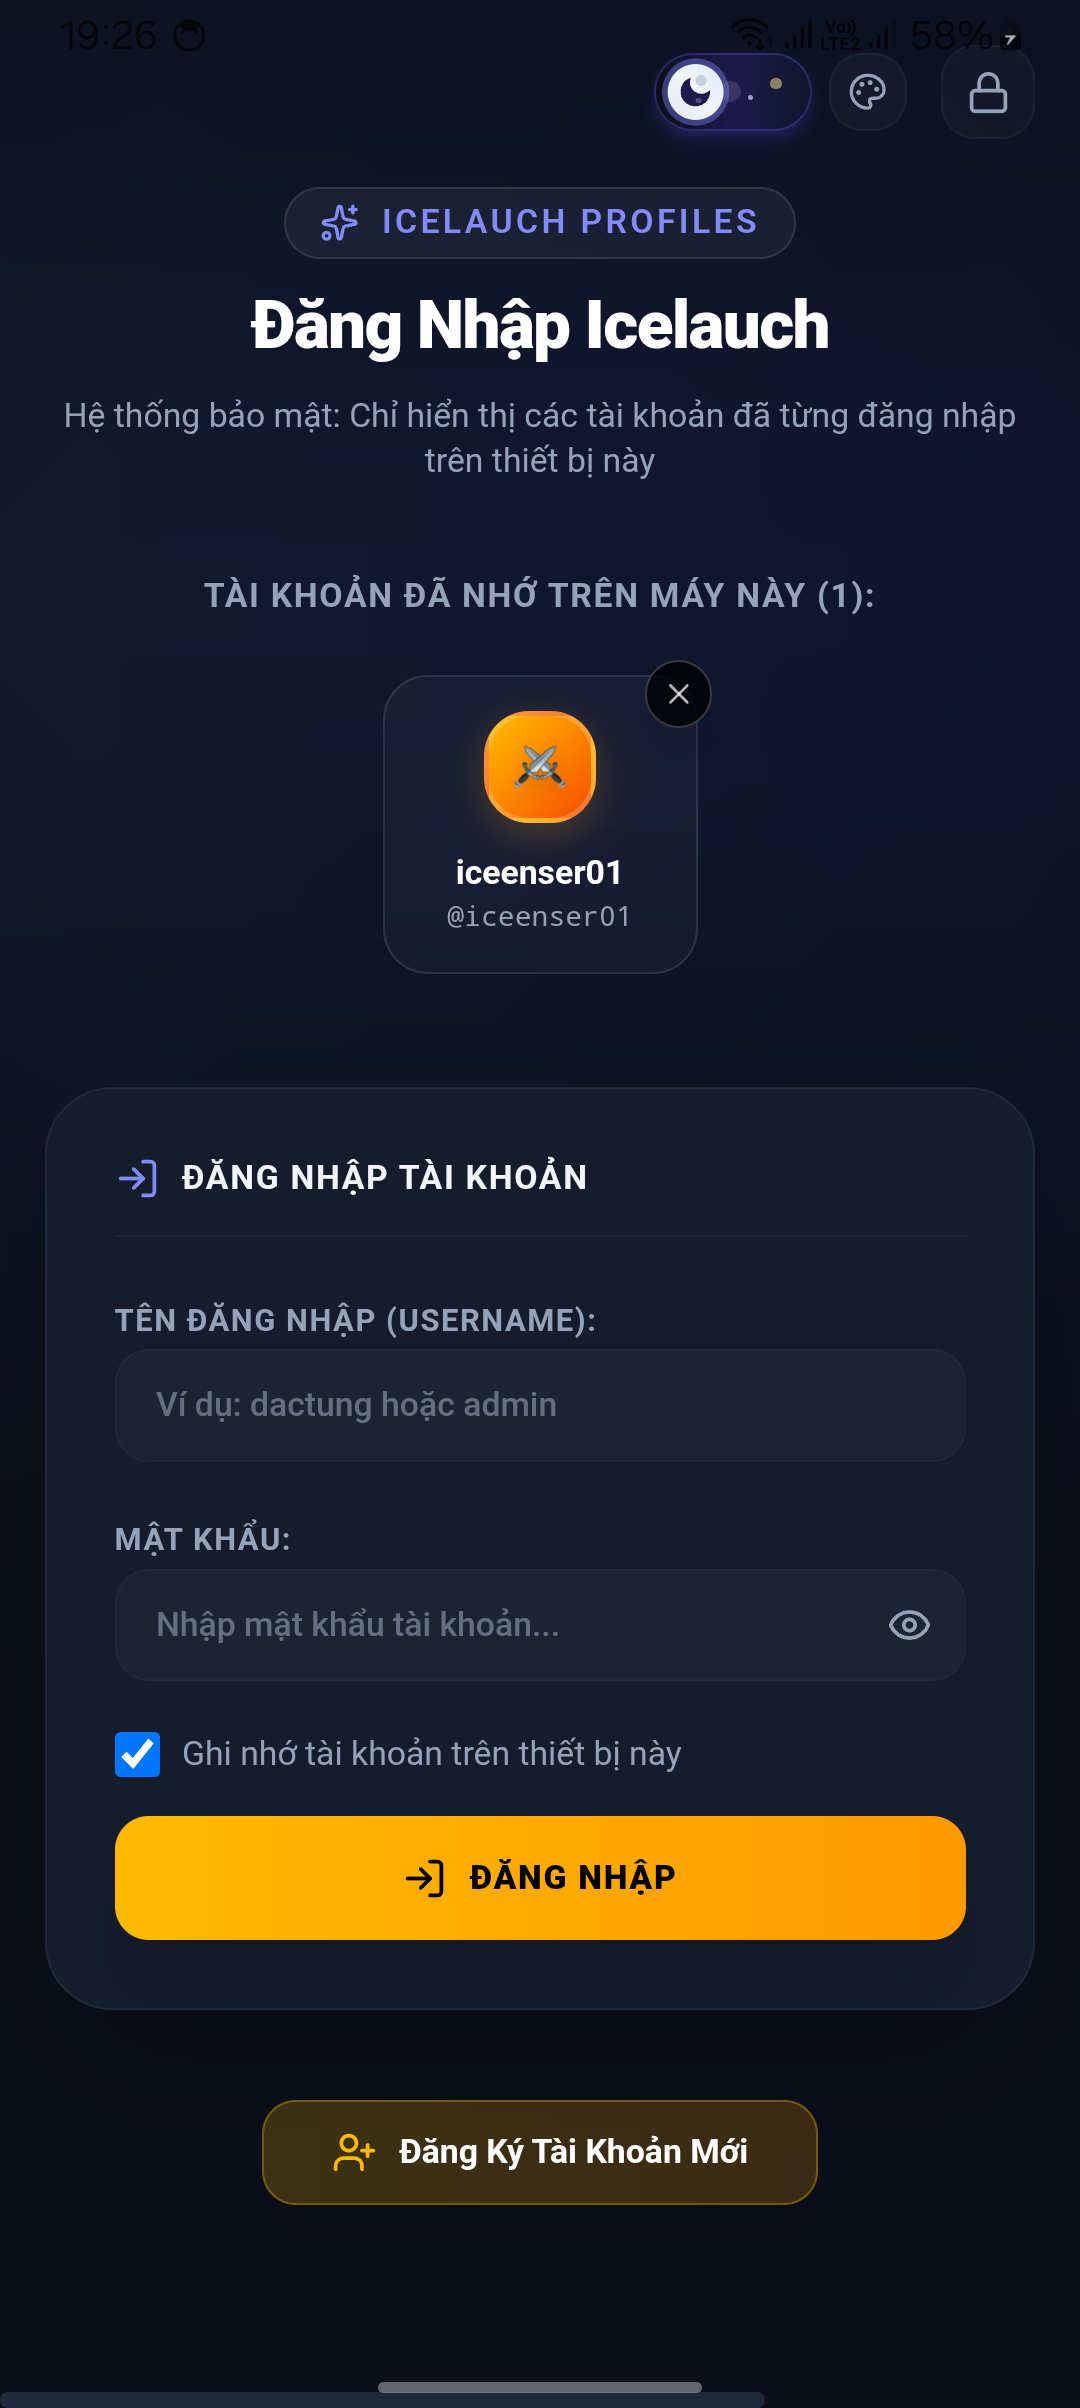 19:26
Vo)) LTE2
58%
ICELAUCH PROFILES
Đăng Nhập Icelauch
Hệ thống bảo mật: Chỉ hiển thị các tài khoản đã từng đăng nhập
trên thiết bị này
TÀI KHOẢN ĐÃ NHỚ TRÊN MÁY NÀY (1):
iceenser01
@iceenser01
ĐĂNG NHẬP TÀI KHOẢN
TÊN ĐĂNG NHẬP (USERNAME):
Ví dụ: dactung hoặc admin
MẬT KHẨU:
Nhập mật khẩu tài khoản...
Ghi nhớ tài khoản trên thiết bị này
ĐĂNG NHẬP
Đăng Ký Tài Khoản Mới